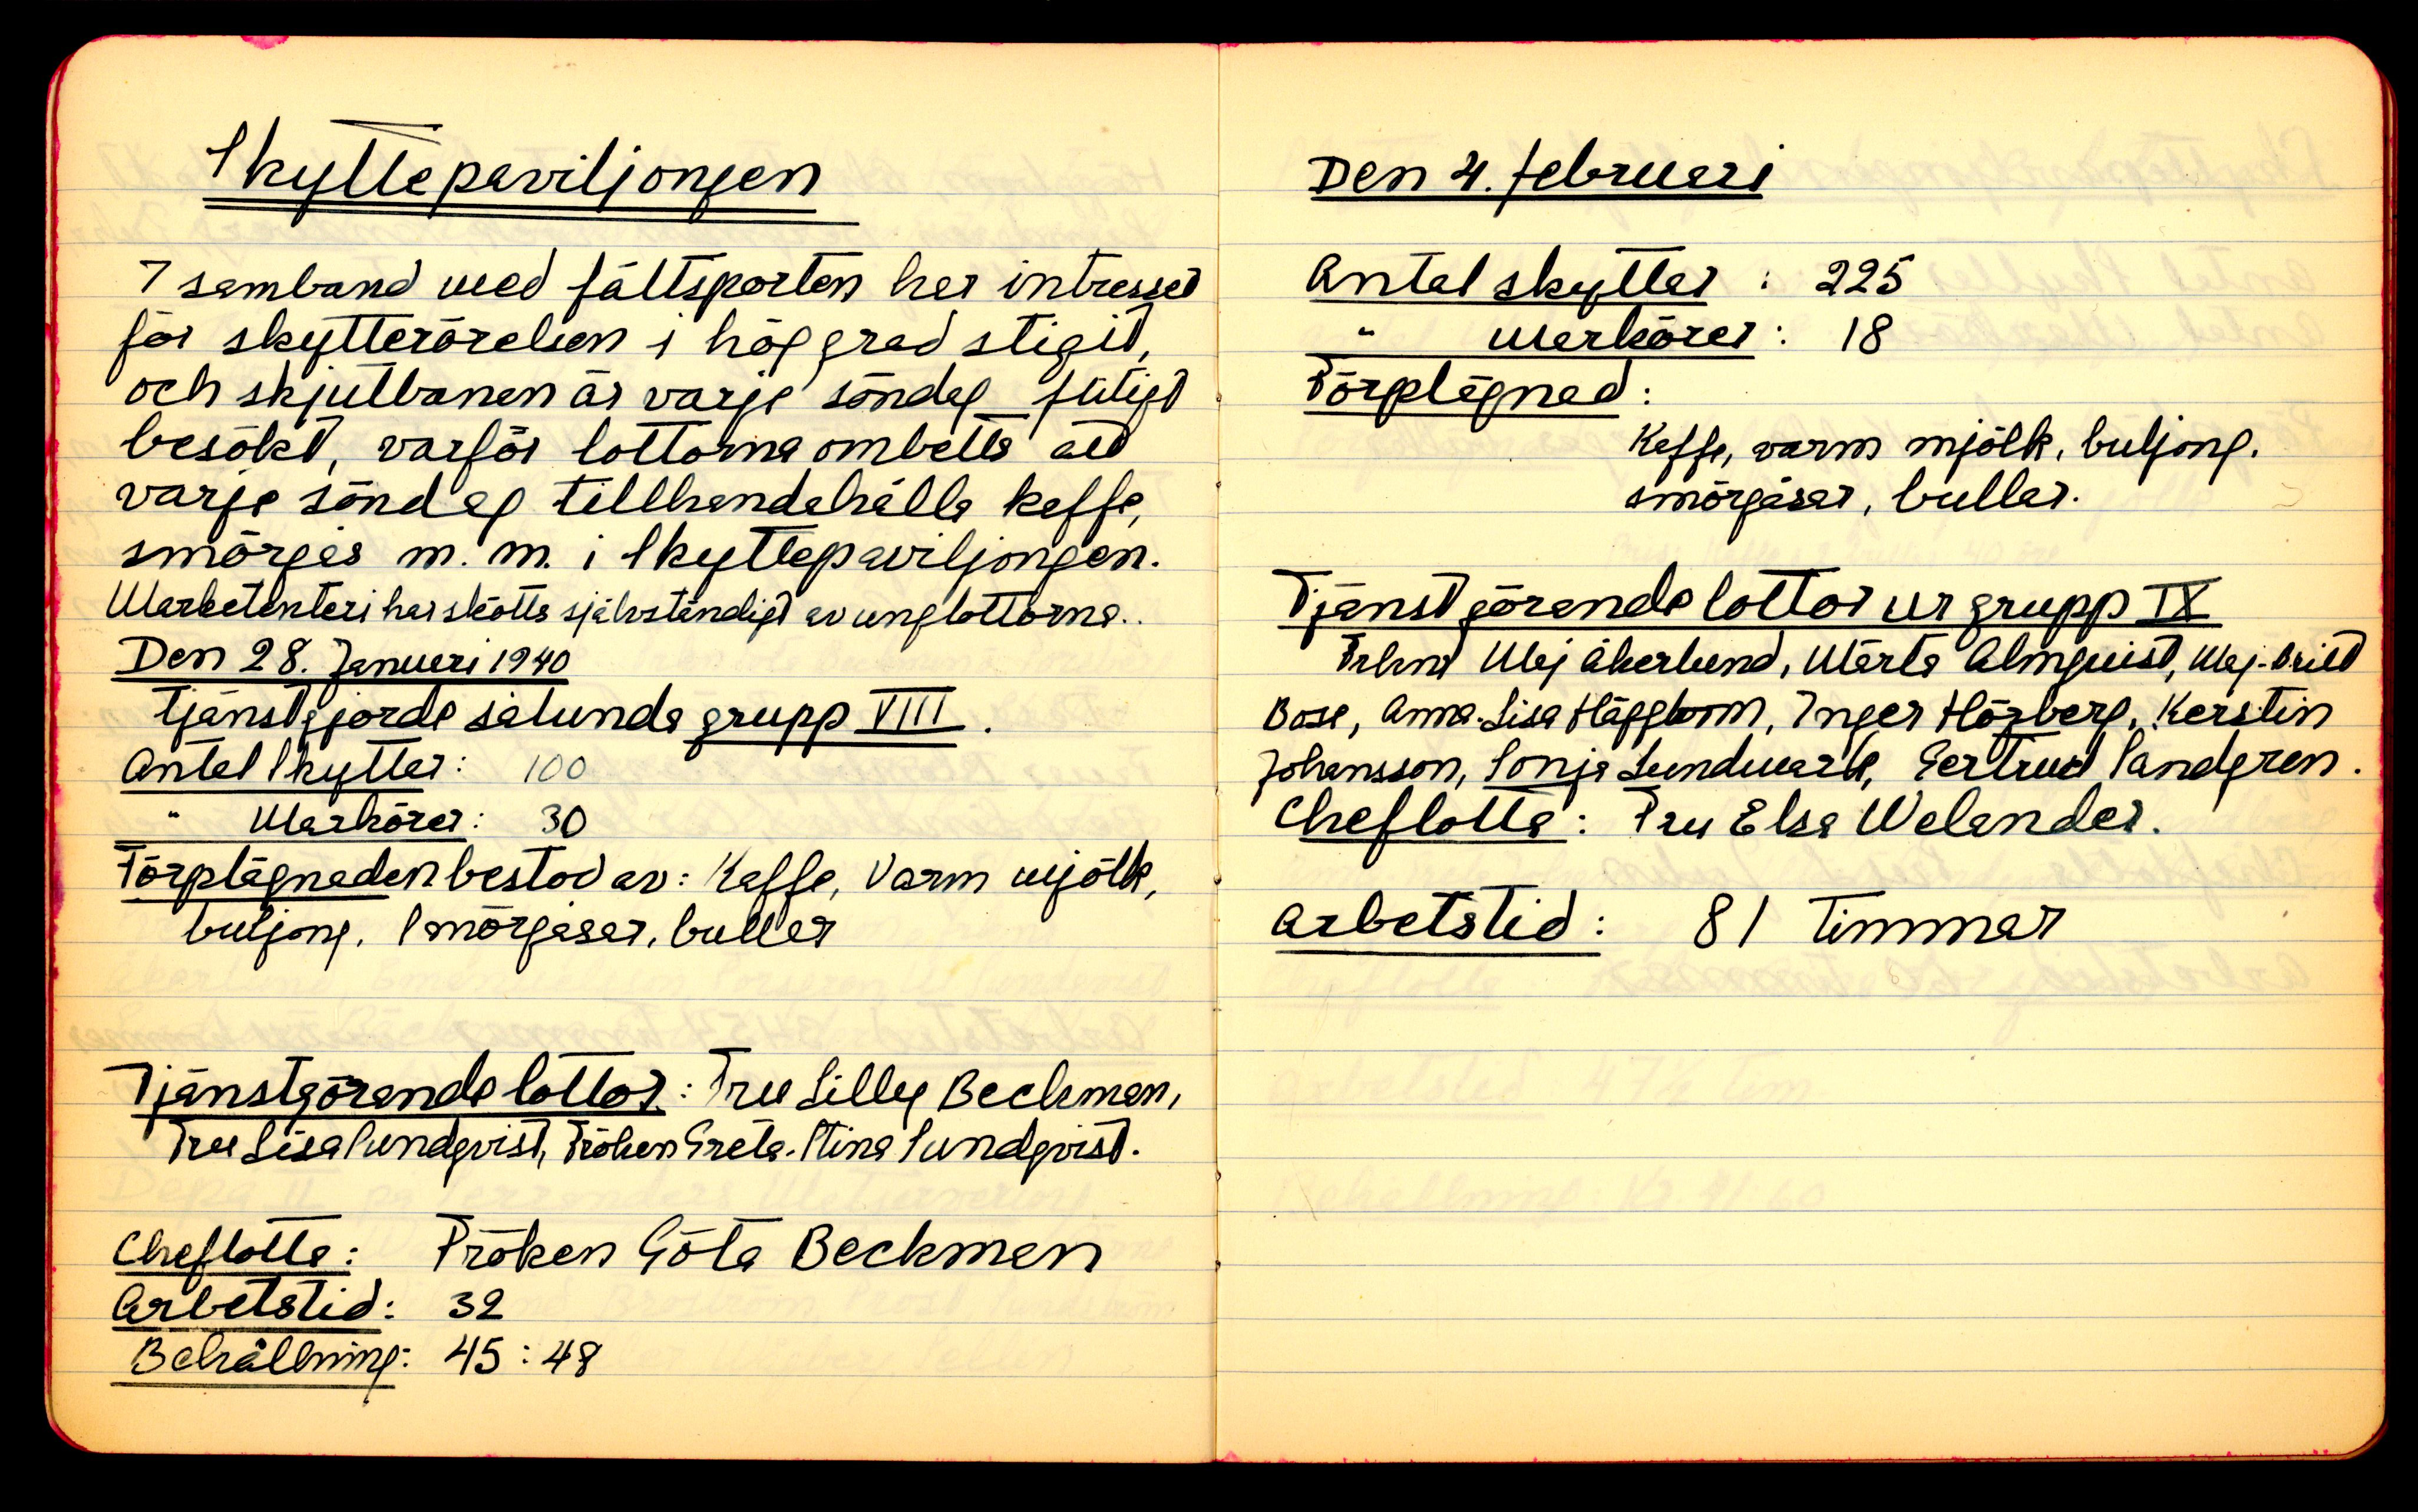 Skyttepaviljongen
I samband med fältsporten har intresset
för skytterörelsen i hög grad stigit,
och skjutbanan är varje söndag flitigt
besökt, varför lottorna ombetts att
varje söndag tillhandahålla kaffe,
smörgås m. m. i Skyttepaviljongen.
Marketenteri har skötts självständigt av unglottorna..
Den 28. Januari 1940
tjänstgjorde sålunda grupp VIII.
Antal Skyttar: 100
" Markörer: 30
Förplägnaden bestod av: Kaffe, Varm mjölk,
buljong, Smörgåsar, bullar
Tjänstgörande lottor: Fru Lilly Beckman,
Fru Lisa Sundqvist, Fröken Greta-Stina Sundqvist.
Cheflotta: Fröken Göta Beckman
Arbetstid: 32
Behållning: 45:48
Den 4. februari
Antal skyttar : 225
" Markörer: 18
Förplägnad:
Kaffe, varm mjölk, buljong.
smörgåsar, bullar.
Tjänstgörande lottor ur grupp IX
Maj Åkerlund, Märta Almquist, Maj-Britt
Bose, Anna-Lisa Häggblom, Inger Högberg, Kerstin
Johansson, Sonja Lundmark, Gertrud Sandgren.
Cheflotta: Fru Elsa Welander.
Arbetstid: 81 Timmar